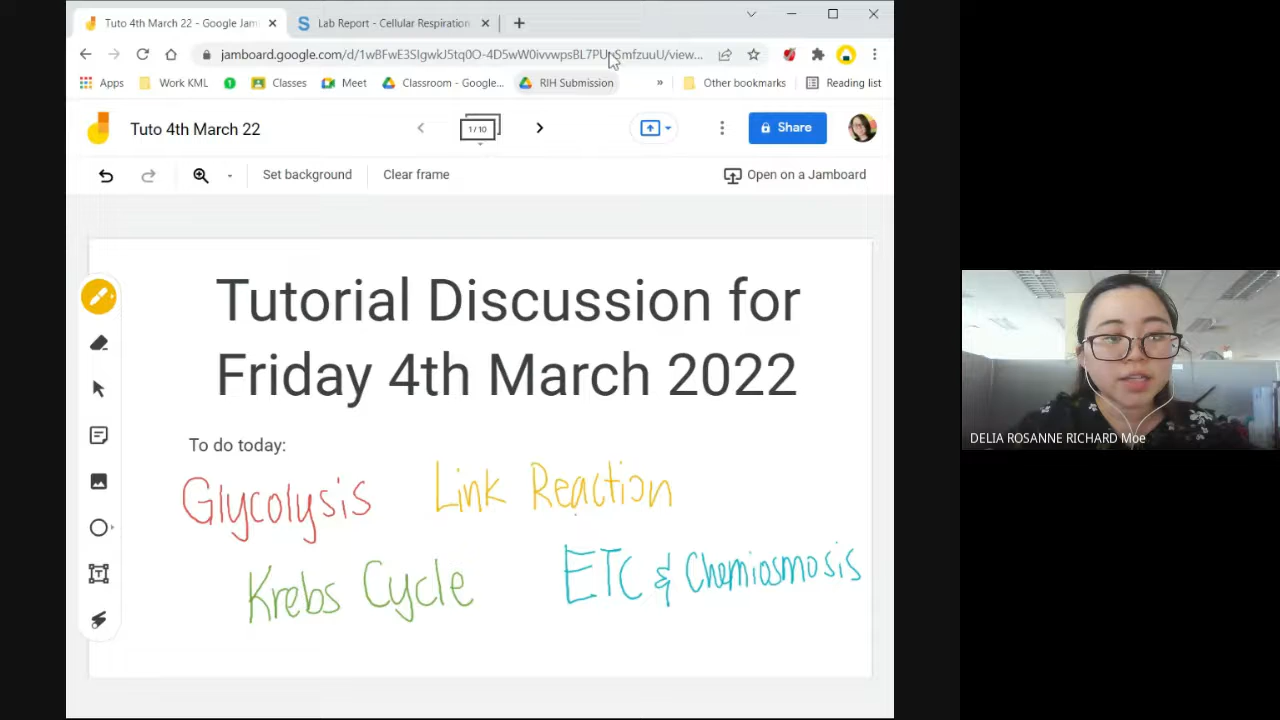 Tuto 4th March 22 - Google Jam
Lab Report - Cellular Respiration
jamboard.google.com/d/1wBFwE3SIgwkJ5tq0O-4D5wW0ivvwpsBL7PU
Smfzuu
/view...
Apps
Work KML
1
Classes
Meet
Classroom - Google...
RIH Submission
»
Other bookmarks
Reading list
Tuto 4th March 22
1/10
Share
Set background
Clear frame
Open on a Jamboard
Tutorial Discussion for
Friday 4th March 2022
To do today:
Glycolysis
Link Reaction
Krebs Cycle
ETC & Chemiosmosis
DELIA ROSANNE RICHARD Moe